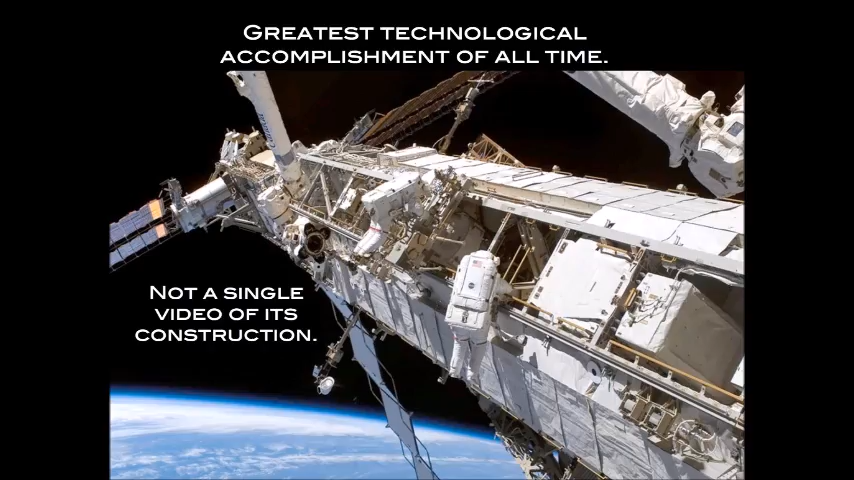 Greatest technological
accomplishment of all time.
Not a single
video of its
construction.